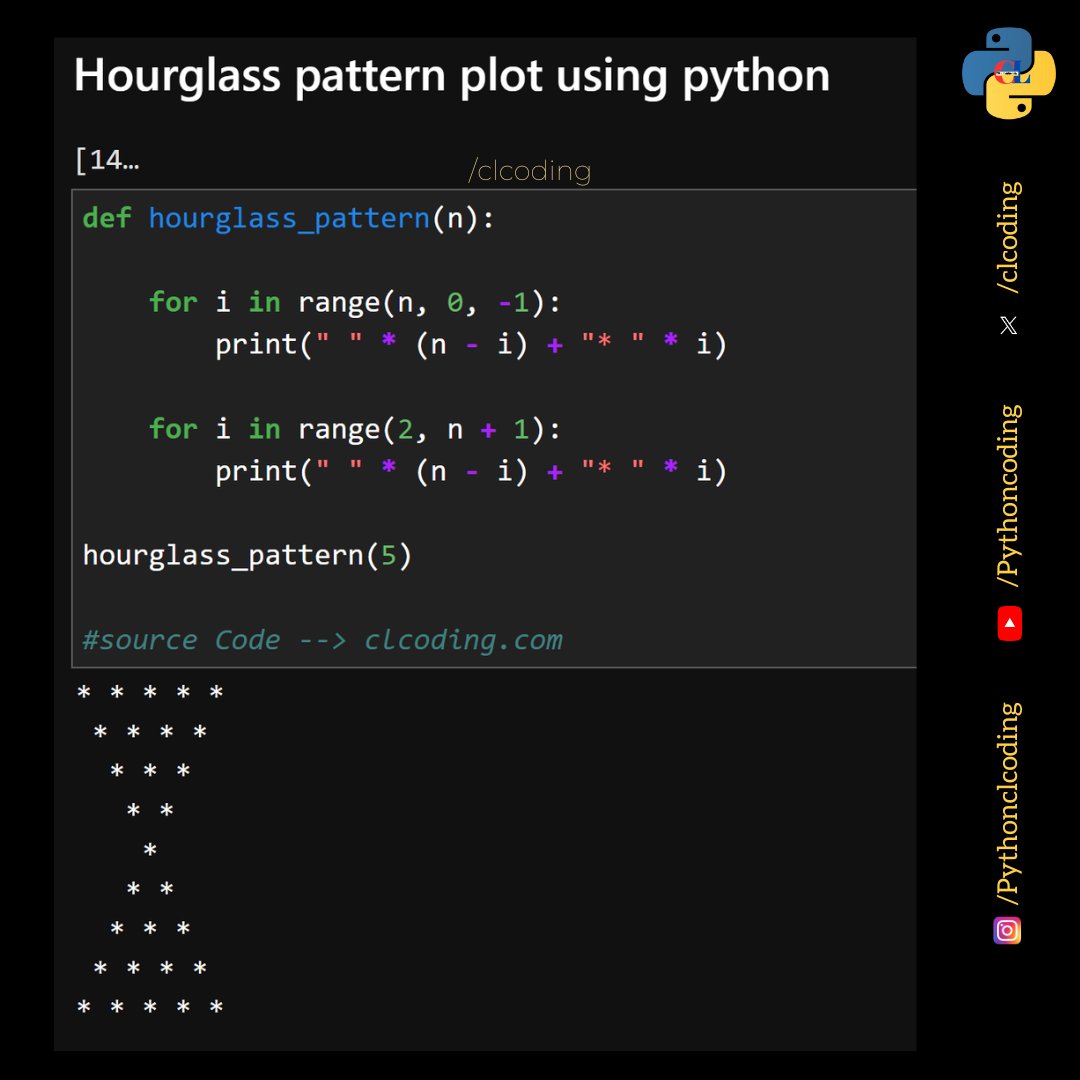 Hourglass pattern plot using python
[14…
/clcoding
def hourglass_pattern(n):
    for i in range(n, 0, -1):
        print(" " * (n - i) + "* " * i)
    for i in range(2, n + 1):
        print(" " * (n - i) + "* " * i)
hourglass_pattern(5)
#source Code --> clcoding.com
* * * * *
 * * * *
  * * *
   * *
    *
   * *
  * * *
 * * * *
* * * * *
CL
/clcoding
X
/Pythoncoding
/Pythonclcoding